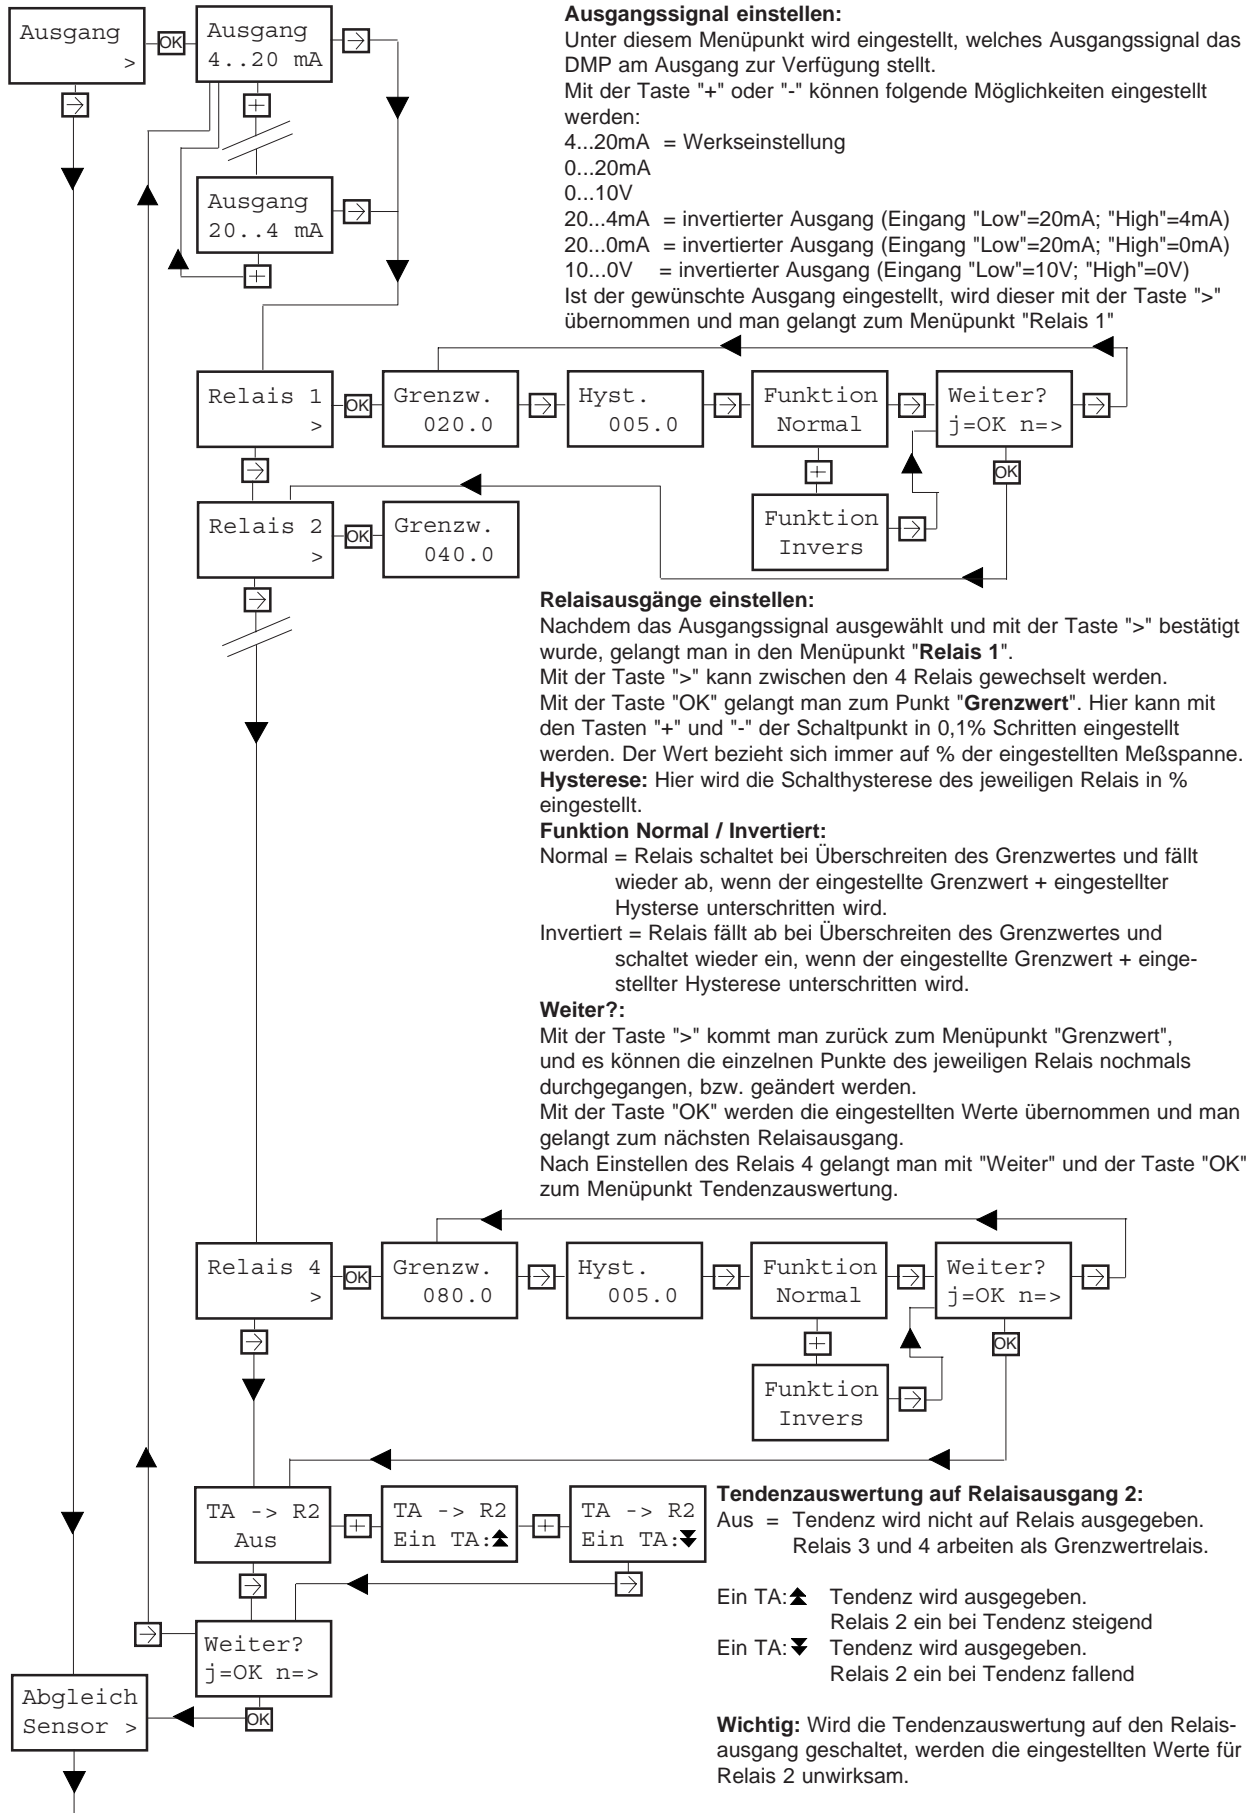 Ausgang
>
OK
Ausgang
4..20 mA
Ausgang
20..4 mA
Ausgangssignal einstellen:
Unter diesem Menüpunkt wird eingestellt, welches Ausgangssignal das
DMP am Ausgang zur Verfügung stellt.
Mit der Taste "+" oder "-" können folgende Möglichkeiten eingestellt
werden:
4...20mA = Werkseinstellung
0...20mA
0...10V
20...4mA = invertierter Ausgang (Eingang "Low"=20mA; "High"=4mA)
20...0mA = invertierter Ausgang (Eingang "Low"=20mA; "High"=0mA)
10...0V = invertierter Ausgang (Eingang "Low"=10V; "High"=0V)
Ist der gewünschte Ausgang eingestellt, wird dieser mit der Taste ">"
übernommen und man gelangt zum Menüpunkt "Relais 1"
Relais 1
>
OK
Grenzw.
020.0
Hyst.
005.0
Funktion
Normal
Weiter?
j=OK n=>
OK
Funktion
Invers
Relais 2
>
OK
Grenzw.
040.0
Relaisausgänge einstellen:
Nachdem das Ausgangssignal ausgewählt und mit der Taste ">" bestätigt
wurde, gelangt man in den Menüpunkt "Relais 1".
Mit der Taste ">" kann zwischen den 4 Relais gewechselt werden.
Mit der Taste "OK" gelangt man zum Punkt "Grenzwert". Hier kann mit
den Tasten "+" und "-" der Schaltpunkt in 0,1% Schritten eingestellt
werden. Der Wert bezieht sich immer auf % der eingestellten Meßspanne.
Hysterese: Hier wird die Schalthysterese des jeweiligen Relais in %
eingestellt.
Funktion Normal / Invertiert:
Normal = Relais schaltet bei Überschreiten des Grenzwertes und fällt
wieder ab, wenn der eingestellte Grenzwert + eingestellter
Hysterse unterschritten wird.
Invertiert = Relais fällt ab bei Überschreiten des Grenzwertes und
schaltet wieder ein, wenn der eingestellte Grenzwert + einge-
stellter Hysterese unterschritten wird.
Weiter?:
Mit der Taste ">" kommt man zurück zum Menüpunkt "Grenzwert",
und es können die einzelnen Punkte des jeweiligen Relais nochmals
durchgegangen, bzw. geändert werden.
Mit der Taste "OK" werden die eingestellten Werte übernommen und man
gelangt zum nächsten Relaisausgang.
Nach Einstellen des Relais 4 gelangt man mit "Weiter" und der Taste "OK"
zum Menüpunkt Tendenzauswertung.
Relais 4
>
OK
Grenzw.
080.0
Hyst.
005.0
Funktion
Normal
Weiter?
j=OK n=>
OK
Funktion
Invers
TA -> R2
Aus
TA -> R2
Ein TA:
TA -> R2
Ein TA:
Weiter?
j=OK n=>
OK
Abgleich
Sensor >
Tendenzauswertung auf Relaisausgang 2:
Aus = Tendenz wird nicht auf Relais ausgegeben.
Relais 3 und 4 arbeiten als Grenzwertrelais.
Ein TA: Tendenz wird ausgegeben.
Relais 2 ein bei Tendenz steigend
Ein TA: Tendenz wird ausgegeben.
Relais 2 ein bei Tendenz fallend
Wichtig: Wird die Tendenzauswertung auf den Relais-
ausgang geschaltet, werden die eingestellten Werte für
Relais 2 unwirksam.